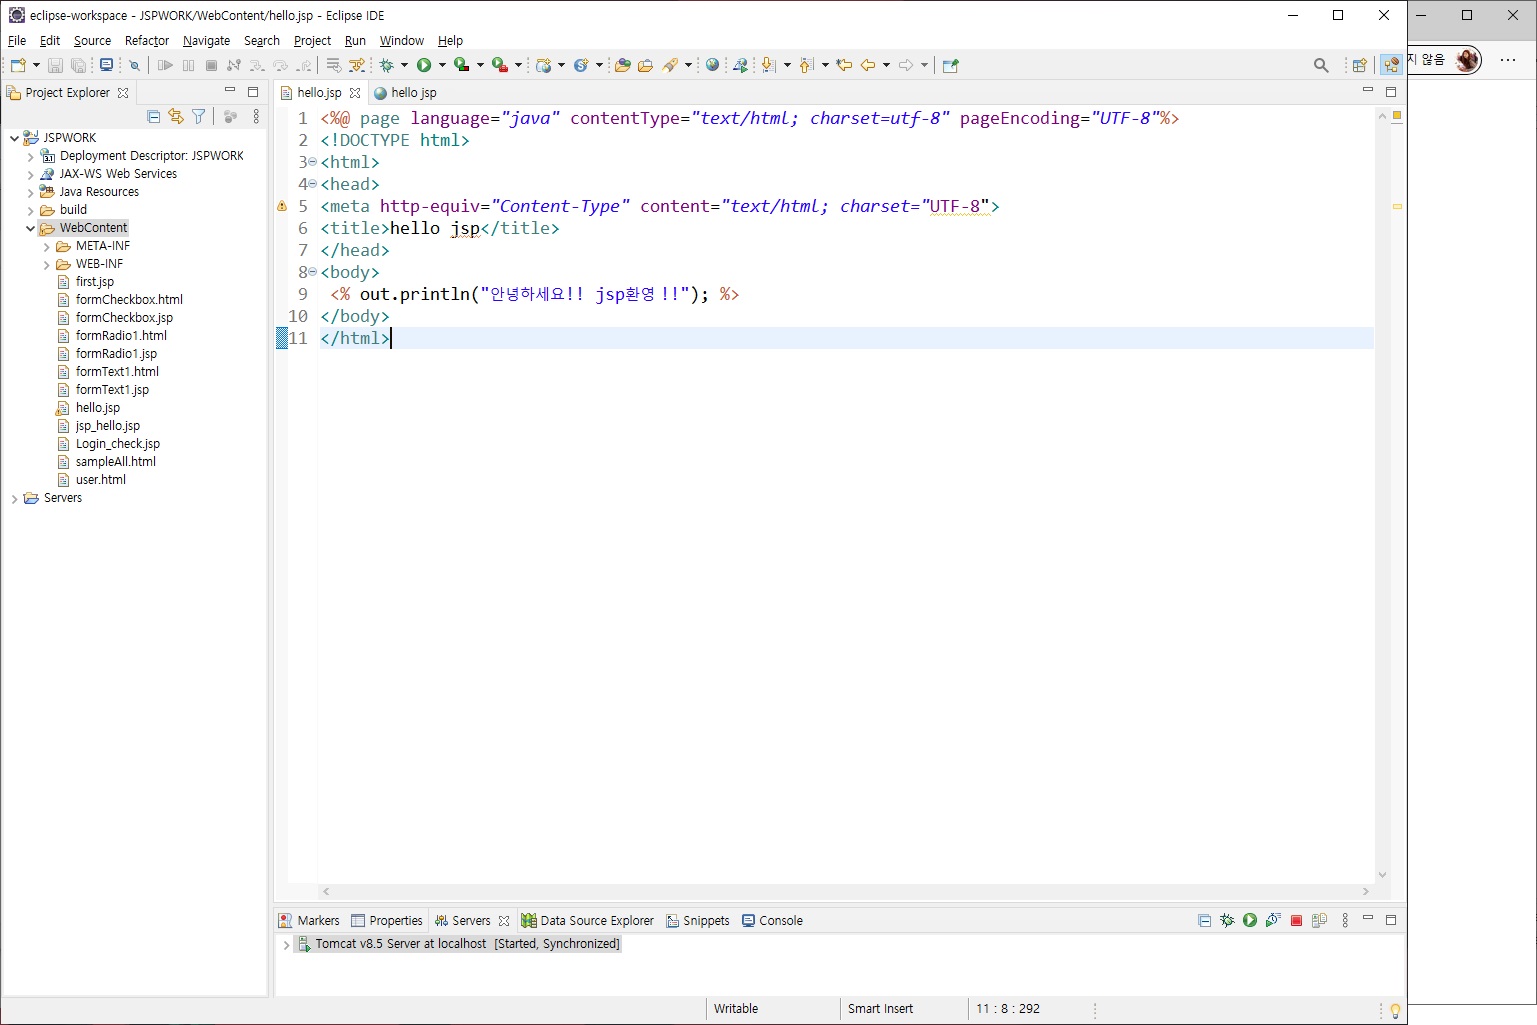 eclipse-workspace - JSPWORK/WebContent/hello.jsp - Eclipse IDE
File Edit Source Refactor Navigate Search Project Run Window Help
지 않음
Project Explorer
hello.jsp hello jsp
JSPWORK
Deployment Descriptor: JSPWORK
JAX-WS Web Services
Java Resources
build
WebContent
META-INF
WEB-INF
first.jsp
formCheckbox.html
formCheckbox.jsp
formRadio1.html
formRadio1.jsp
formText1.html
formText1.jsp
hello.jsp
jsp_hello.jsp
Login_check.jsp
sampleAll.html
user.html
Servers
1 <%@ page language="java" contentType="text/html; charset=utf-8" pageEncoding="UTF-8"%>
2 <!DOCTYPE html>
3 <html>
4 <head>
5 <meta http-equiv="Content-Type" content="text/html; charset="UTF-8">
6 <title>hello jsp</title>
7 </head>
8 <body>
9 <% out.println("안녕하세요!! jsp환영 !!"); %>
10 </body>
11 </html>
Markers Properties Servers Data Source Explorer Snippets Console
Tomcat v8.5 Server at localhost [Started, Synchronized]
Writable Smart Insert 11 : 8 : 292